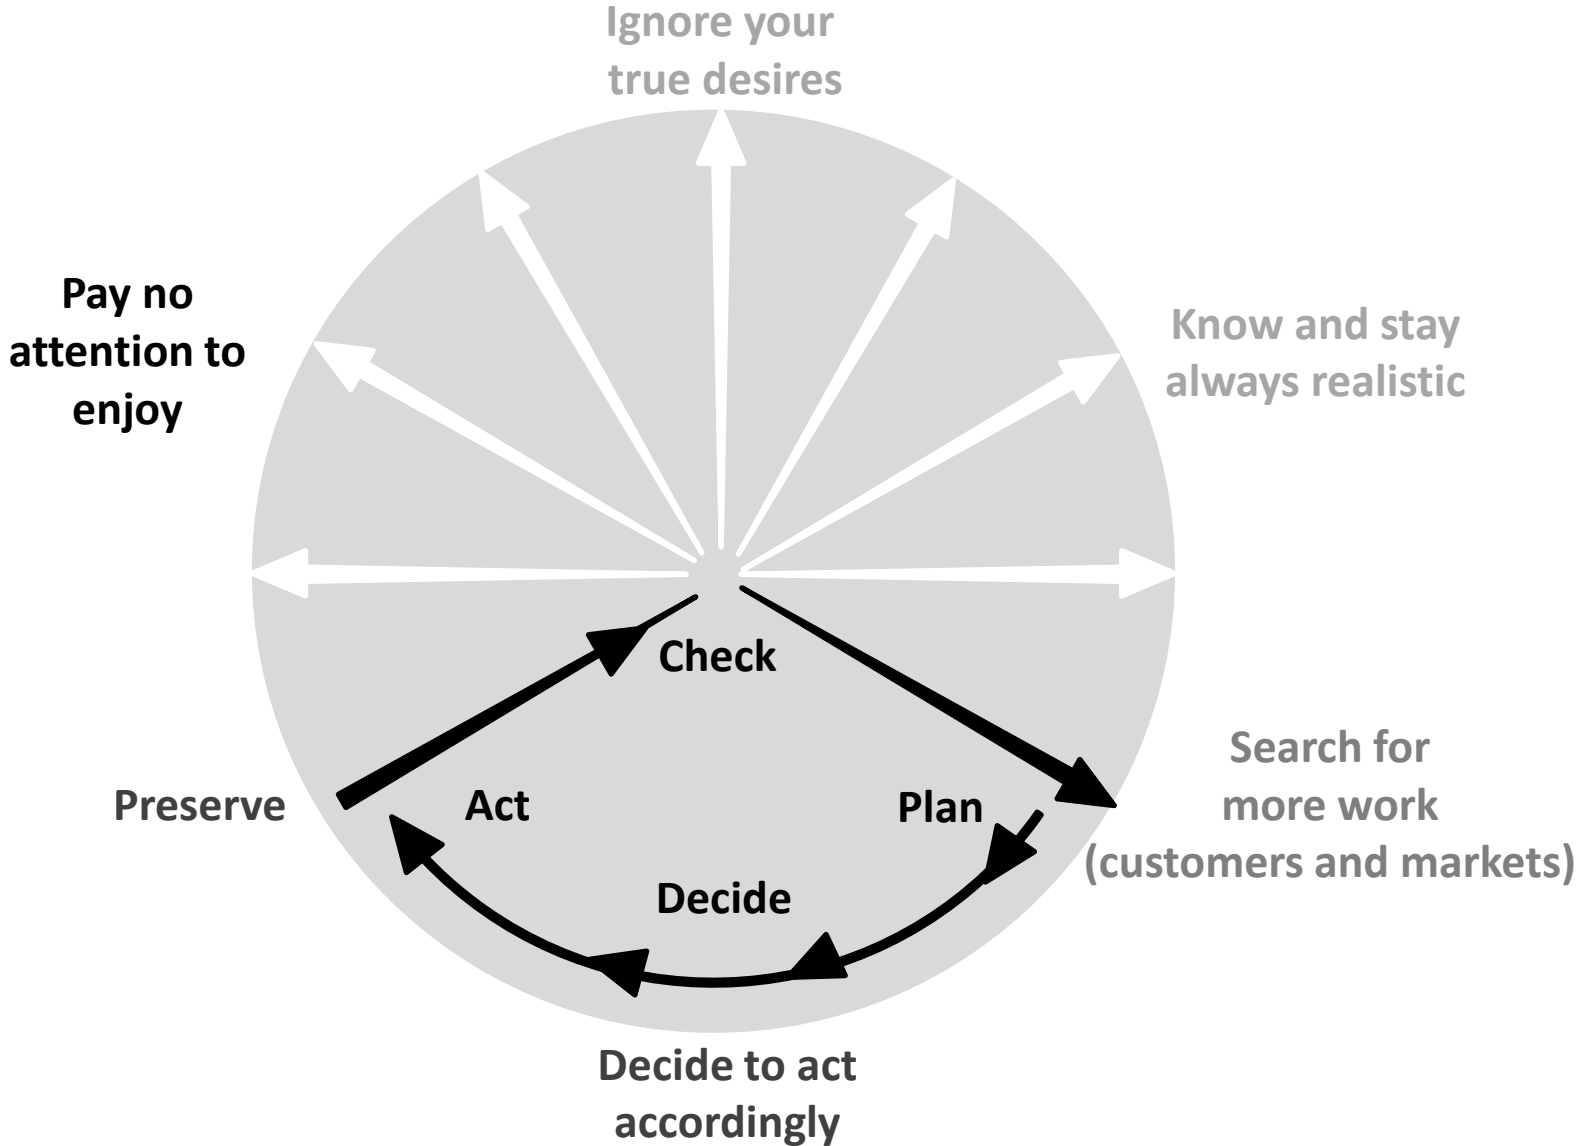 Ignore your
true desires
Pay no
attention to
enjoy
Know and stay
always realistic
Check
Search for
more work
(customers and markets)
Preserve
Act
Plan
Decide
Decide to act
accordingly